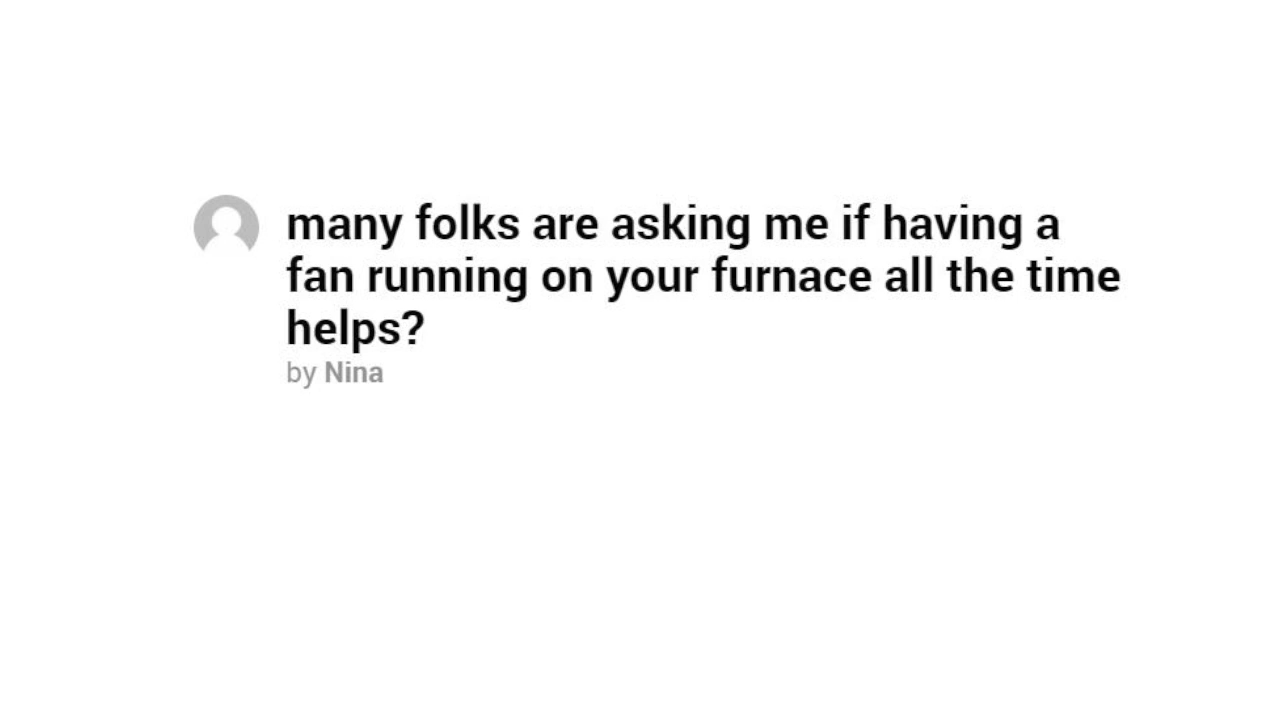 many folks are asking me if having a
fan running on your furnace all the time
helps?
by Nina